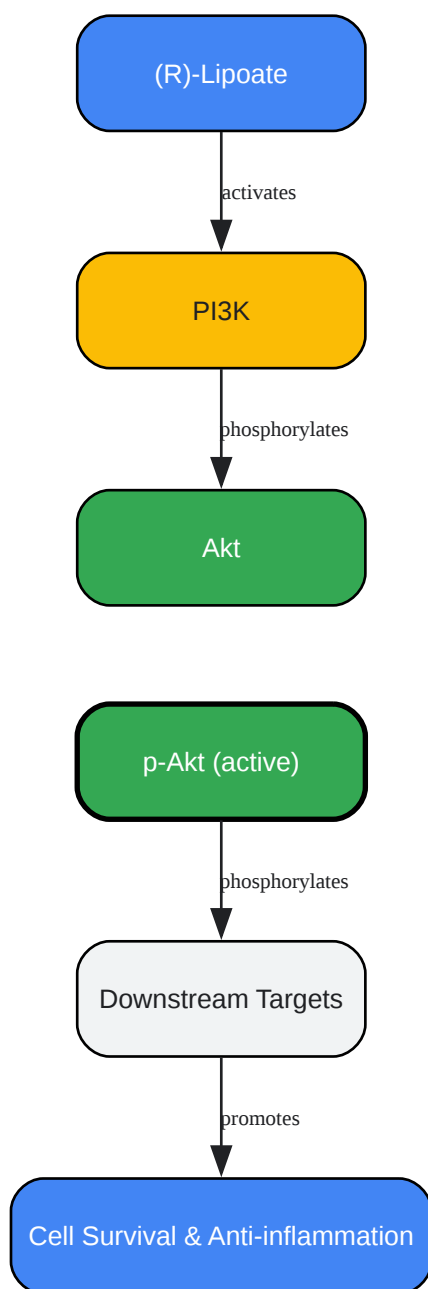 (R)-Lipoate
activates
PI3K
phosphorylates
Akt
p-Akt (active)
phosphorylates
Downstream Targets
promotes
Cell Survival & Anti-inflammation